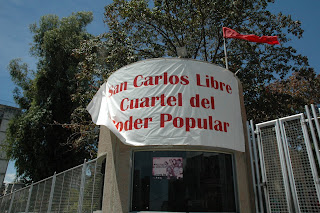 San Carlos Libre
Cuartel del
Poder Popular